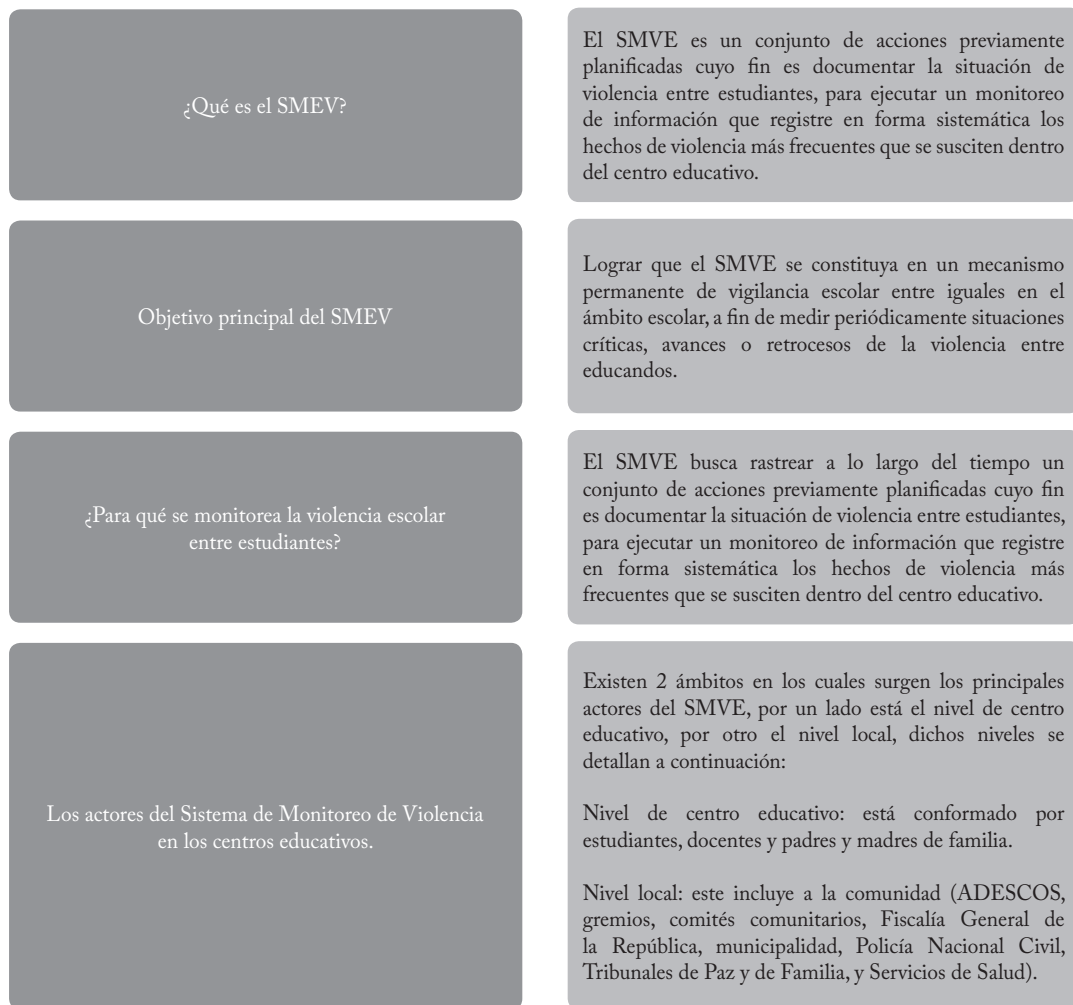 ¿Qué es el SMEV?
El SMVE es un conjunto de acciones previamente
planificadas cuyo fin es documentar la situación de
violencia entre estudiantes, para ejecutar un monitoreo
de información que registre en forma sistemática los
hechos de violencia más frecuentes que se susciten dentro
del centro educativo.
Objetivo principal del SMEV
Lograr que el SMVE se constituya en un mecanismo
permanente de vigilancia escolar entre iguales en el
ámbito escolar, a fin de medir periódicamente situaciones
críticas, avances o retrocesos de la violencia entre
educandos.
¿Para qué se monitorea la violencia escolar
entre estudiantes?
El SMVE busca rastrear a lo largo del tiempo un
conjunto de acciones previamente planificadas cuyo fin
es documentar la situación de violencia entre estudiantes,
para ejecutar un monitoreo de información que registre
en forma sistemática los hechos de violencia más
frecuentes que se susciten dentro del centro educativo.
Los actores del Sistema de Monitoreo de Violencia
en los centros educativos.
Existen 2 ámbitos en los cuales surgen los principales
actores del SMVE, por un lado está el nivel de centro
educativo, por otro el nivel local, dichos niveles se
detallan a continuación:
Nivel de centro educativo: está conformado por
estudiantes, docentes y padres y madres de familia.
Nivel local: este incluye a la comunidad (ADESCOS,
gremios, comités comunitarios, Fiscalía General de
la República, municipalidad, Policía Nacional Civil,
Tribunales de Paz y de Familia, y Servicios de Salud).